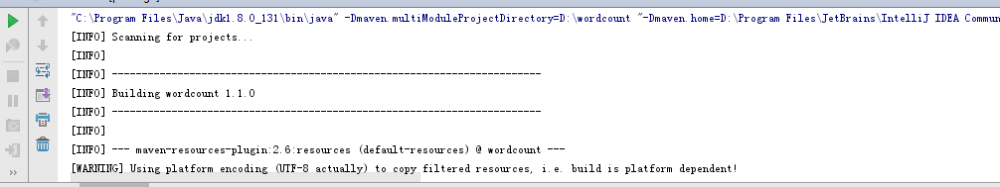 "C:\Program Files\Java\jdk1.8.0_131\bin\java" -Dmaven.multiModuleProjectDirectory=D:\wordcount "-Dmaven.home=D:\Program Files\JetBrains\IntelliJ IDEA Commun
[INFO] Scanning for projects...
[INFO]
[INFO] ------------------------------------------------------------------------
[INFO] Building wordcount 1.1.0
[INFO] ------------------------------------------------------------------------
[INFO]
[INFO] --- maven-resources-plugin:2.6:resources (default-resources) @ wordcount ---
[WARNING] Using platform encoding (UTF-8 actually) to copy filtered resources, i.e. build is platform dependent!